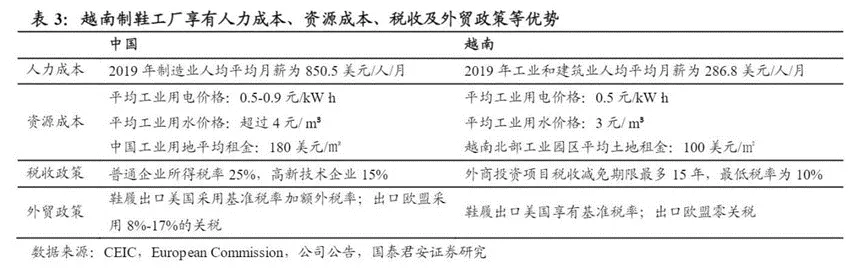 表 3：越南制鞋工厂享有人力成本、资源成本、税收及外贸政策等优势
中国 越南
人力成本 2019 年制造业人均平均月薪为 850.5 美元/人/月 2019 年工业和建筑业人均平均月薪为 286.8 美元/人/月
平均工业用电价格：0.5-0.9 元/kW·h 平均工业用电价格：0.5 元/kW·h
资源成本 平均工业用水价格：超过 4 元/ m³ 平均工业用水价格：3 元/ m³
中国工业用地平均租金：180 美元/㎥ 越南北部工业园区平均土地租金：100 美元/㎡
税收政策 普通企业所得税率 25%，高新技术企业 15% 外商投资项目税收减免期限最多 15 年，最低税率为 10%
鞋履出口美国采用基准税率加额外税率；出口欧盟采
外贸政策 鞋履出口美国享有基准税率；出口欧盟零关税
用 8%-17%的关税
数据来源：CEIC，European Commission，公司公告，国泰君安证券研究